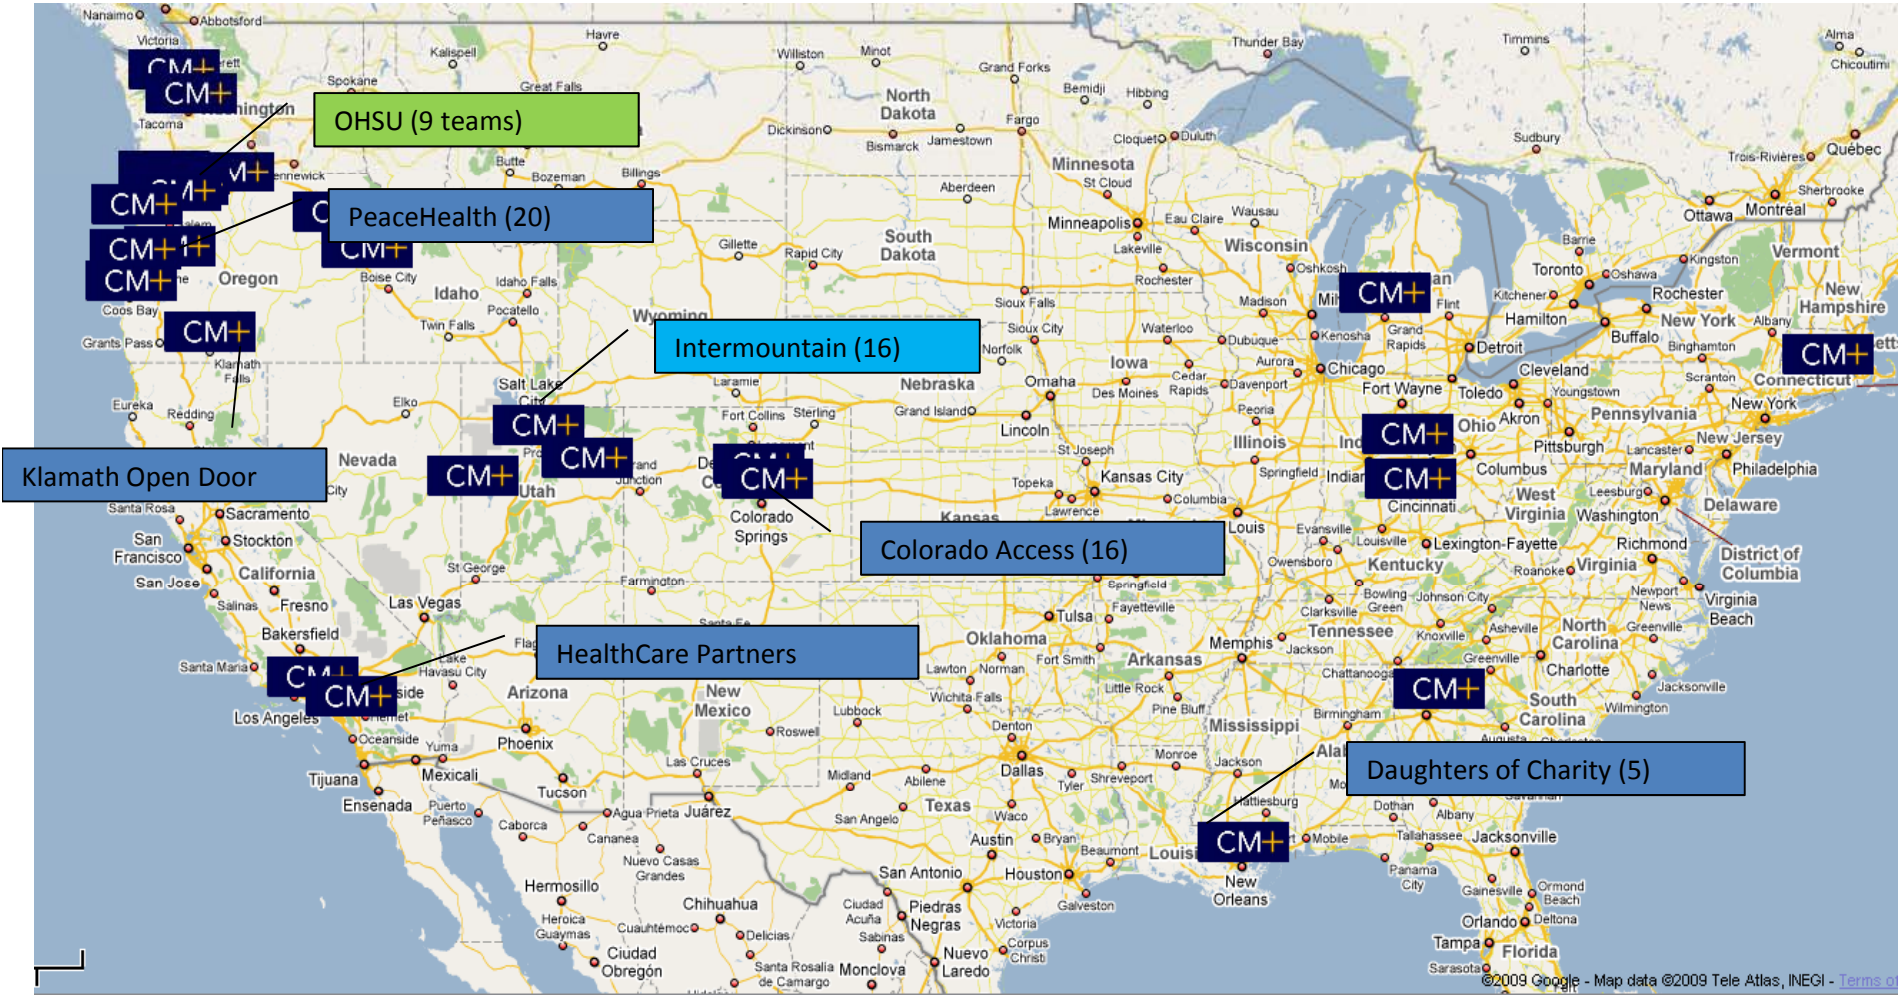 Nanaimo
Abbotsford
Victoria
Kalispell
Havre
Williston
Minot
Grand Forks
Thunder Bay
Timmins
Alma
Chicoutimi
CM+
CM+
Spokane
Great Falls
Tacoma
North
Dakota
Bemidji
Hibbing
Fargo
Dickinson
Bismarck
Jamestown
Cloquet
Duluth
Sudbury
Québec
Trois-Rivières
OHSU (9 teams)
Butte
Bozeman
Billings
Minnesota
St Cloud
Aberdeen
Sherbrooke
Montréal
Ottawa
CM+
CM+
PeaceHealth (20)
Minneapolis
Eau Claire
Wausau
Lakeville
Wisconsin
South
Dakota
Gillette
Rapid City
Barrie
Kingston
Vermont
CM+
CM+
CM+
Oregon
Boise City
Idaho
Idaho Falls
Pocatello
Twin Falls
Wyoming
Sioux Falls
Rochester
Oshkosh
Madison
CM+
Flint
Grand
Rapids
Toronto
Oshawa
Kitchener
Hamilton
Rochester
Buffalo
New York
Albany
Binghamton
New
Hampshire
Coos Bay
Grants Pass
CM+
Klamath
Falls
Intermountain (16)
Sioux City
Norfolk
Waterloo
Dubuque
Kenosha
Detroit
CM+
Connecticut
Eureka
Redding
Elko
Salt Lake
City
Laramie
Nebraska
Omaha
Iowa
Des Moines
Cedar
Rapids
Davenport
Aurora
Chicago
Fort Wayne
Toledo
Cleveland
Akron
Youngstown
Scranton
New York
Pennsylvania
CM+
Fort Collins
Sterling
Grand Island
Lincoln
Peoria
Illinois
CM+
Ohio
Pittsburgh
New Jersey
Klamath Open Door
Nevada
CM+
CM+
Utah
CM+
St Joseph
Kansas City
Topeka
Lawrence
Columbia
Springfield
CM+
Columbus
Cincinnati
Lancaster
Maryland
Philadelphia
Leesburg
Washington
Delaware
West
Virginia
Santa Rosa
Sacramento
San
Francisco
Stockton
San Jose
California
Salinas
Fresno
Colorado
Springs
Kansas
Colorado Access (16)
Louis
Evansville
Louisville
Lexington-Fayette
Owensboro
Kentucky
Richmond
Roanoke
Virginia
District of
Columbia
St George
Las Vegas
Farmington
Springfield
Tulsa
Fayetteville
Bowling
Green
Clarksville
Johnson City
Newport
News
Virginia
Beach
Bakersfield
Santa Maria
Lake
Havasu City
HealthCare Partners
Oklahoma
Lawton
Norman
Fort Smith
Arkansas
Memphis
Jackson
Tennessee
Knoxville
Asheville
North
Carolina
Greenville
Greenville
Charlotte
CM+
CM+
Los Angeles
Arizona
New
Mexico
Wichita Falls
Little Rock
Pine Bluff
Chattanooga
CM+
South
Carolina
Jacksonville
Wilmington
Oceanside
Yuma
Phoenix
Roswell
Lubbock
Denton
Dallas
Mississippi
Birmingham
Tijuana
Mexicali
Ensenada
Puerto
Peñasco
Tucson
Las Cruces
Juárez
Agua Prieta
Midland
Abilene
Tyler
Shreveport
Monroe
Jackson
Daughters of Charity (5)
Caborca
Cananea
Nuevo Casas
Grandes
Texas
San Angelo
Waco
Austin
Bryan
Beaumont
Hattiesburg
CM+
Mobile
Dothan
Albany
Tallahassee
Jacksonville
Hermosillo
Heroica
Guaymas
Chihuahua
Cuauhtémoc
Delicias
San Antonio
Houston
Galveston
New
Orleans
Panama
City
Gainesville
Ormond
Beach
Ciudad
Acuña
Piedras
Negras
Victoria
Corpus
Christi
Sabinas
Orlando
Deltona
Tampa
Florida
Ciudad
Obregón
Santa Rosalía
de Camargo
Monclova
Nuevo
Laredo
Sarasota
©2009 Google - Map data ©2009 Tele Atlas, INEGI - Terms of